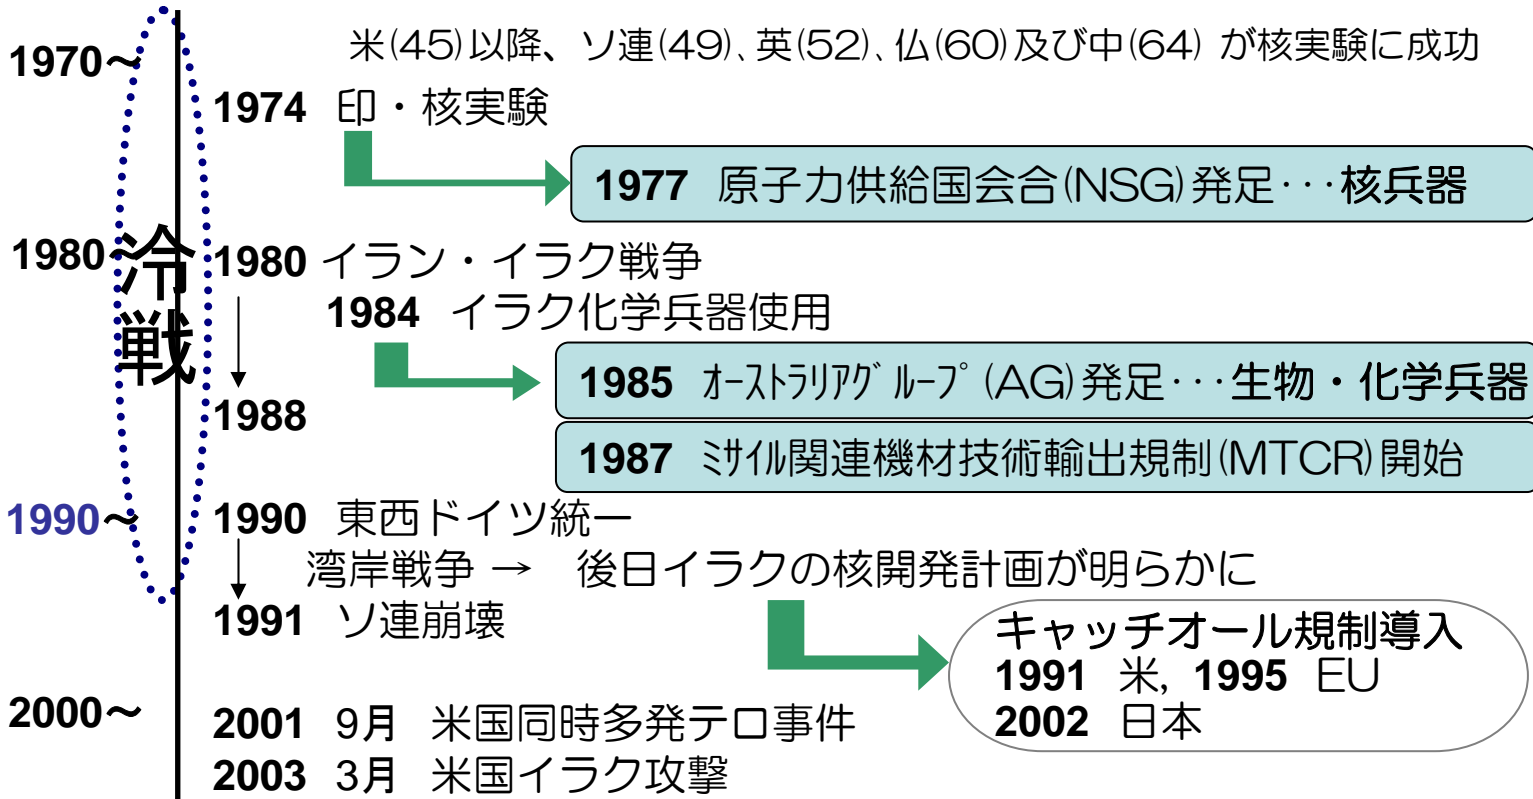 米(45)以降、ソ連(49)、英(52)、仏(60)及び中(64) が核実験に成功
1970～
1974 印・核実験
1977 原子力供給国会合(NSG)発足･･･核兵器
冷戦
1980～
1980 イラン・イラク戦争
1984 イラク化学兵器使用
1985 ｵｰｽﾄﾗﾘｱｸﾞﾙｰﾌﾟ(AG)発足･･･生物・化学兵器
1988
1987 ﾐｻｲﾙ関連機材技術輸出規制(MTCR)開始
1990～
1990 東西ドイツ統一
湾岸戦争 → 後日イラクの核開発計画が明らかに
1991 ソ連崩壊
キャッチオール規制導入
1991 米, 1995 EU
2002 日本
2000～
2001 9月 米国同時多発テロ事件
2003 3月 米国イラク攻撃